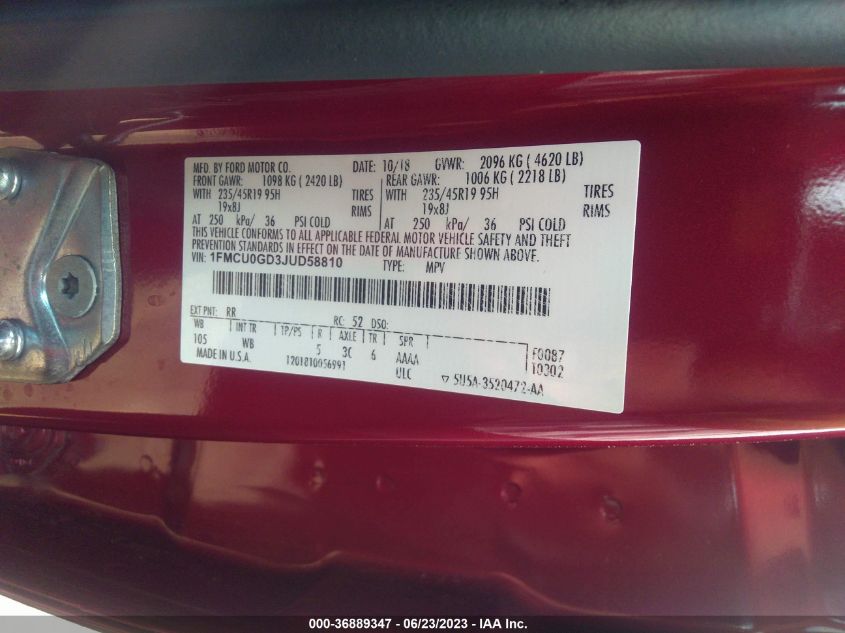 MFD. BY FORD MOTOR CO. DATE: 10/18 GVWR: 2096 KG ( 4620 LB)
FRONT GAWR: 1098 KG ( 2420 LB) REAR GAWR: 1006 KG ( 2218 LB)
WITH 235/45R19 95H TIRES WITH 235/45R19 95H TIRES
19x8J RIMS 19x8J RIMS
AT 250 kPa/ 36 PSI COLD AT 250 kPa/ 36 PSI COLD
THIS VEHICLE CONFORMS TO ALL APPLICABLE FEDERAL MOTOR VEHICLE SAFETY AND THEFT
PREVENTION STANDARDS IN EFFECT ON THE DATE OF MANUFACTURE SHOWN ABOVE.
VIN: 1FMCU0GD3JUD58810 TYPE: MPV
EXT PNT: RR RC: 52 DSO:
WB INT TR TP/PS R AXLE TR SPR
105 WB 5 3C 6 AAAA F0087
MADE IN U.S.A. 1201810056991 ULC 10302
▽ 5U5A-3520472-AA
000-36889347 - 06/23/2023 - IAA Inc.